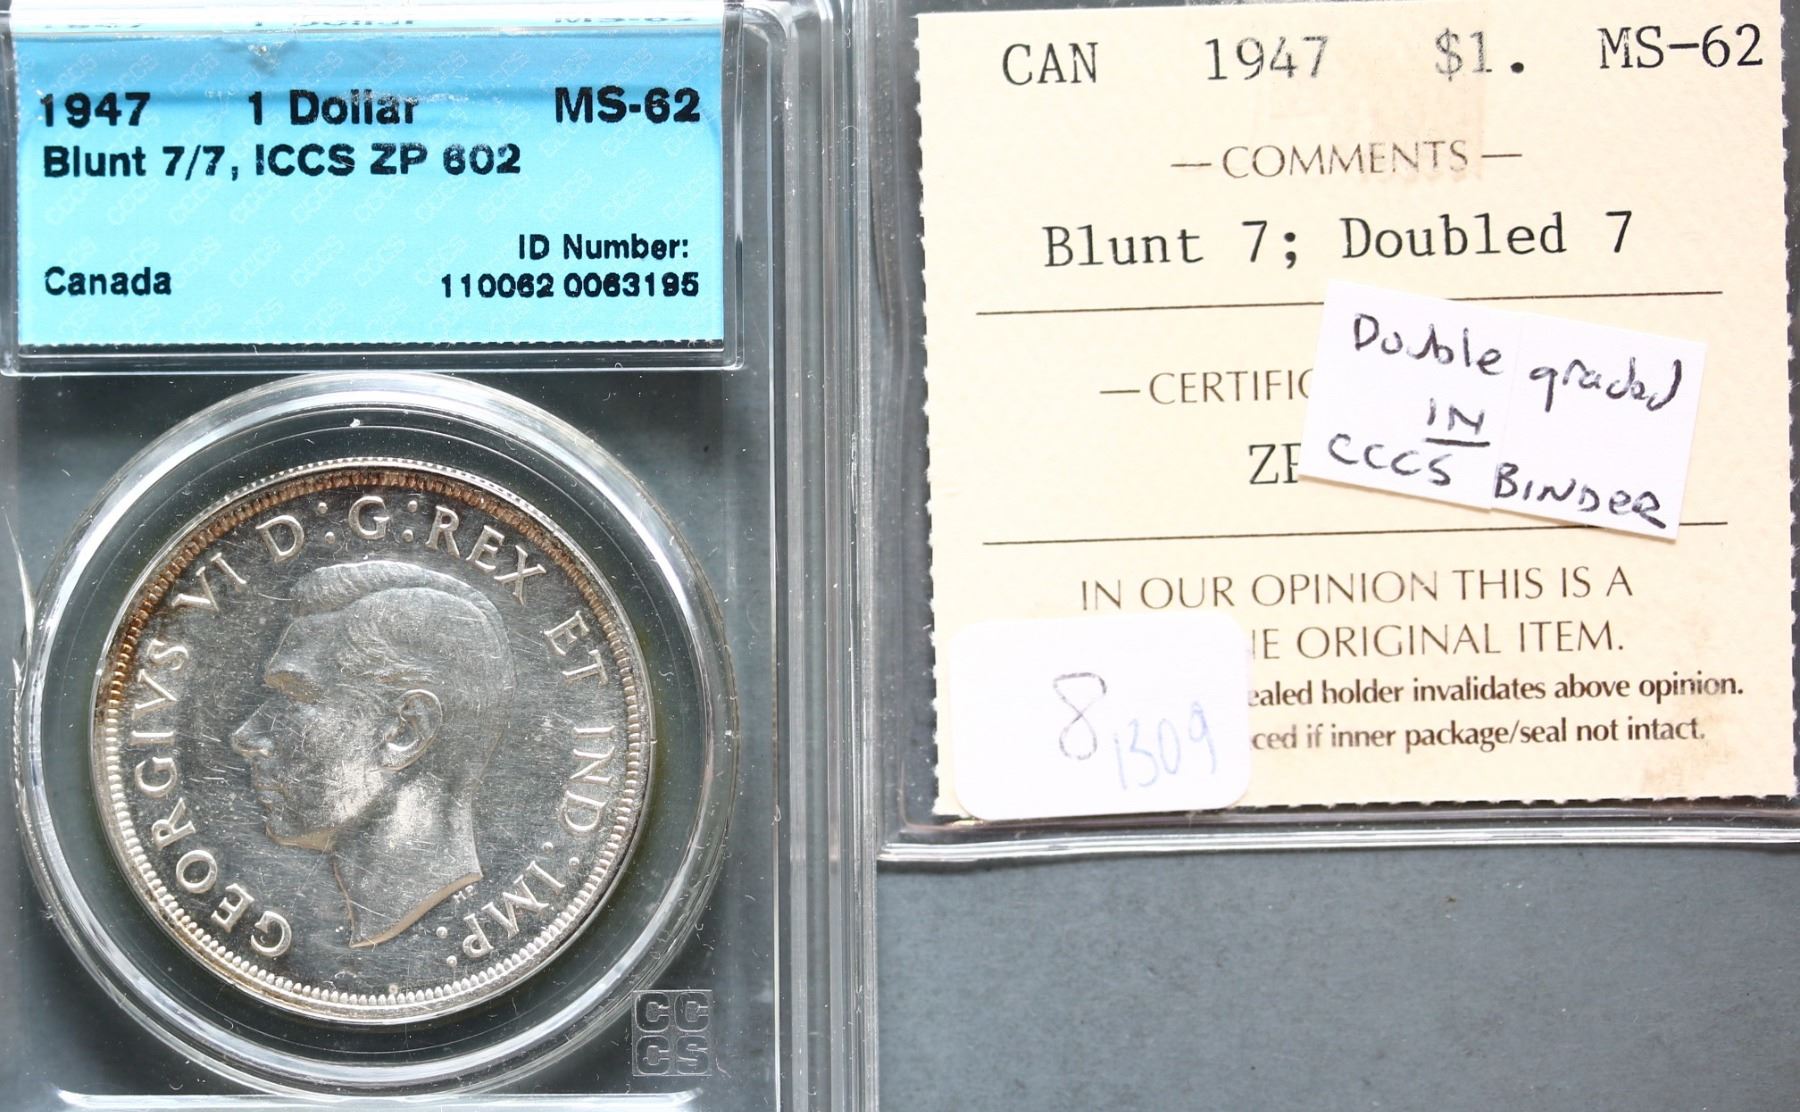 1947 1 Dollar MS-62
Blunt 7/7, ICCS ZP 602
ID Number:
Canada 110062 0063195
GEORGIVS VI D:G:REX ET IND:IMP:
HP
CC
CS
CAN 1947 $1. MS-62
— COMMENTS —
Blunt 7; Doubled 7
— CERTIFIC
ZP
Double graded
IN
CCCS BINDER
IN OUR OPINION THIS IS A
NE ORIGINAL ITEM.
ealed holder invalidates above opinion.
ced if inner package/seal not intact.
8
1309